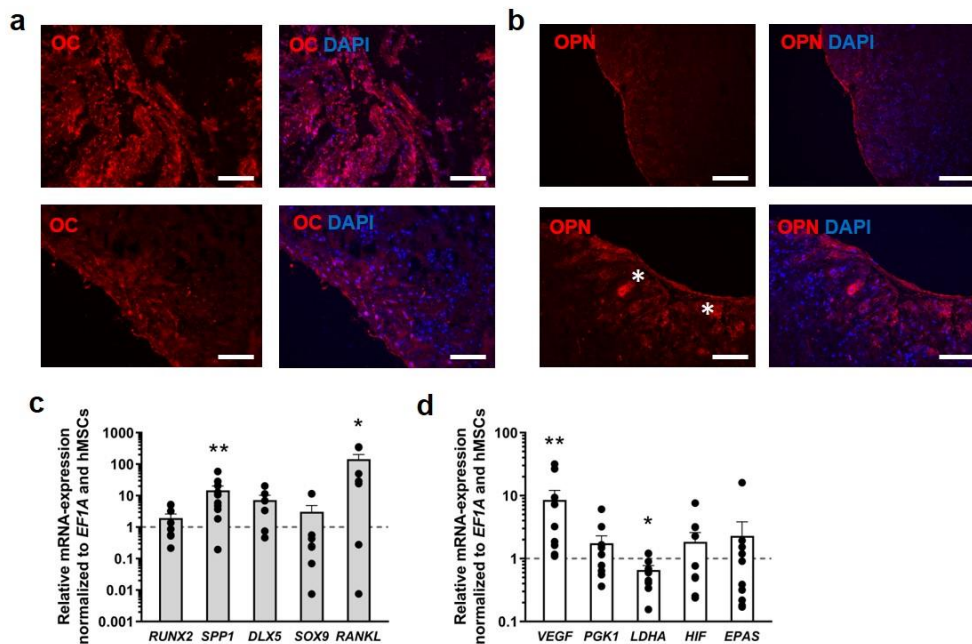 a
b
OC
OC DAPI
OPN
OPN DAPI
OC
OC DAPI
OPN
OPN DAPI
*
*
c
d
Relative mRNA-expression
normalized to EF1A and hMSCs
1000
100
10
1
0.1
0.01
0.001
**
*
RUNX2 SPP1 DLX5 SOX9 RANKL
Relative mRNA-expression
normalized to EF1A and hMSCs
100
10
1
0.1
**
*
VEGF PGK1 LDHA HIF EPAS